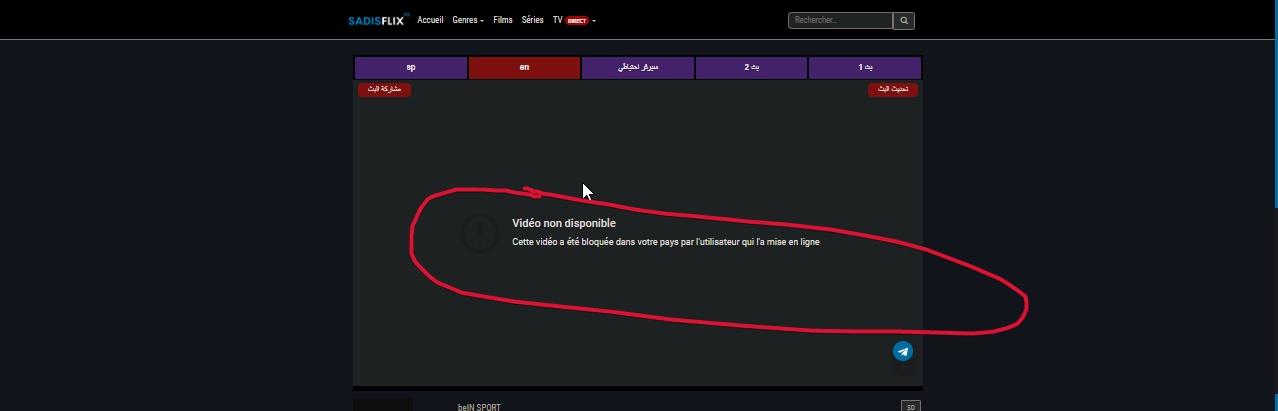 SADISFLIX Accueil Genres Films Séries TV DIRECT Rechercher..
sp en سيرفر احتياطي بث 2 بث 1
مشاركة البث تحديث البث
Vidéo non disponible
Cette vidéo a été bloquée dans votre pays par l'utilisateur qui l'a mise en ligne
beIN SPORT SD